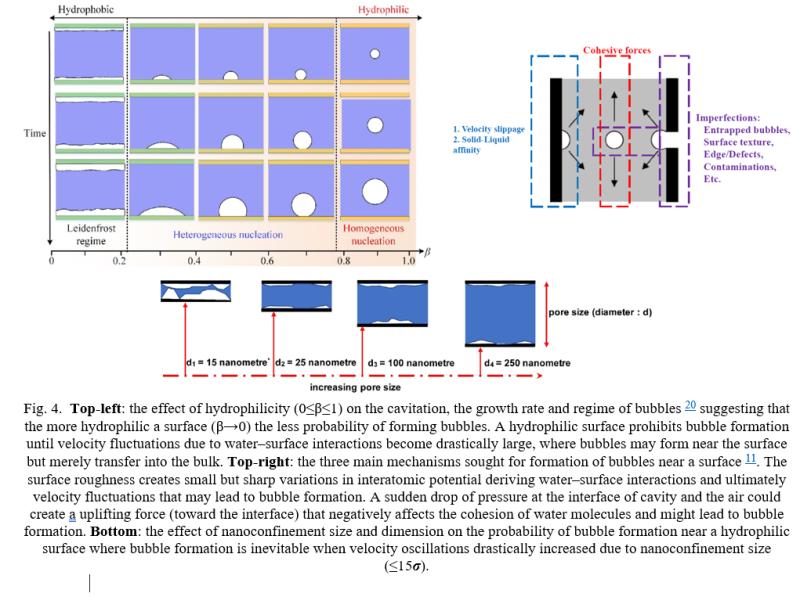 Hydrophobic
Hydrophilic
Time
Leidenfrost
regime
Heterogeneous nucleation
Homogeneous
nucleation
0
0.2
0.4
0.6
0.8
1.0
β
Cohesive forces
1. Velocity slippage
2. Solid-Liquid
affinity
Imperfections:
Entrapped bubbles,
Surface texture,
Edge/Defects,
Contaminations,
Etc.
pore size (diameter : d)
d₁ = 15 nanometre
d₂ = 25 nanometre
d₃ = 100 nanometre
d₄ = 250 nanometre
increasing pore size
Fig. 4. Top-left: the effect of hydrophilicity (0≤β≤1) on the cavitation, the growth rate and regime of bubbles 20 suggesting that
the more hydrophilic a surface (β→0) the less probability of forming bubbles. A hydrophilic surface prohibits bubble formation
until velocity fluctuations due to water–surface interactions become drastically large, where bubbles may form near the surface
but merely transfer into the bulk. Top-right: the three main mechanisms sought for formation of bubbles near a surface 11. The
surface roughness creates small but sharp variations in interatomic potential deriving water–surface interactions and ultimately
velocity fluctuations that may lead to bubble formation. A sudden drop of pressure at the interface of cavity and the air could
create a uplifting force (toward the interface) that negatively affects the cohesion of water molecules and might lead to bubble
formation. Bottom: the effect of nanoconfinement size and dimension on the probability of bubble formation near a hydrophilic
surface where bubble formation is inevitable when velocity oscillations drastically increased due to nanoconfinement size
(≤15σ).